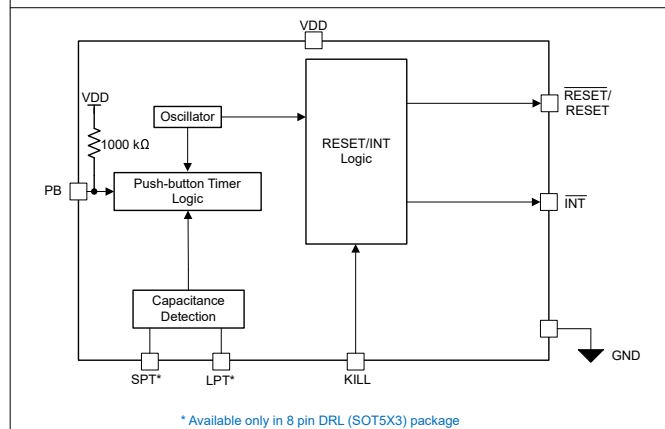 VDD
VDD
1000 kΩ
Oscillator
RESET/INT
Logic
RESET/
RESET
PB
Push-button Timer
Logic
INT
Capacitance
Detection
GND
SPT*
LPT*
KILL
* Available only in 8 pin DRL (SOT5X3) package